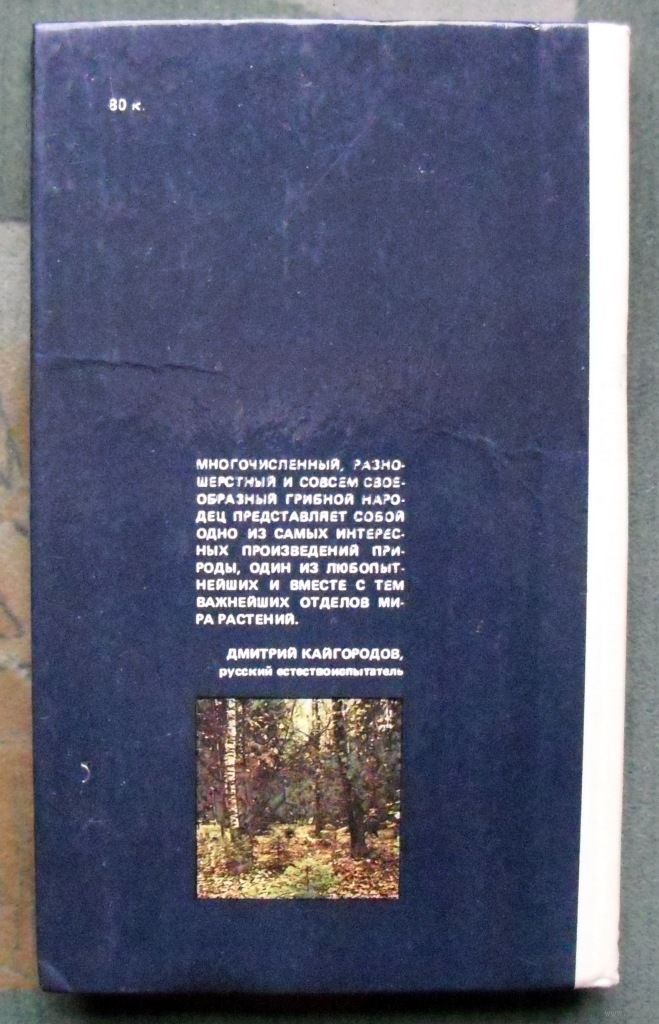 80 к.
МНОГОЧИСЛЕННЫЙ, РАЗНО-
ШЕРСТНЫЙ И СОВСЕМ СВОЕ-
ОБРАЗНЫЙ ГРИБНОЙ НАРО-
ДЕЦ ПРЕДСТАВЛЯЕТ СОБОЙ
ОДНО ИЗ САМЫХ ИНТЕРЕС-
НЫХ ПРОИЗВЕДЕНИЙ ПРИ-
РОДЫ, ОДИН ИЗ ЛЮБОПЫТ-
НЕЙШИХ И ВМЕСТЕ С ТЕМ
ВАЖНЕЙШИХ ОТДЕЛОВ МИ-
РА РАСТЕНИЙ.
ДМИТРИЙ КАЙГОРОДОВ,
русский естествоиспытатель